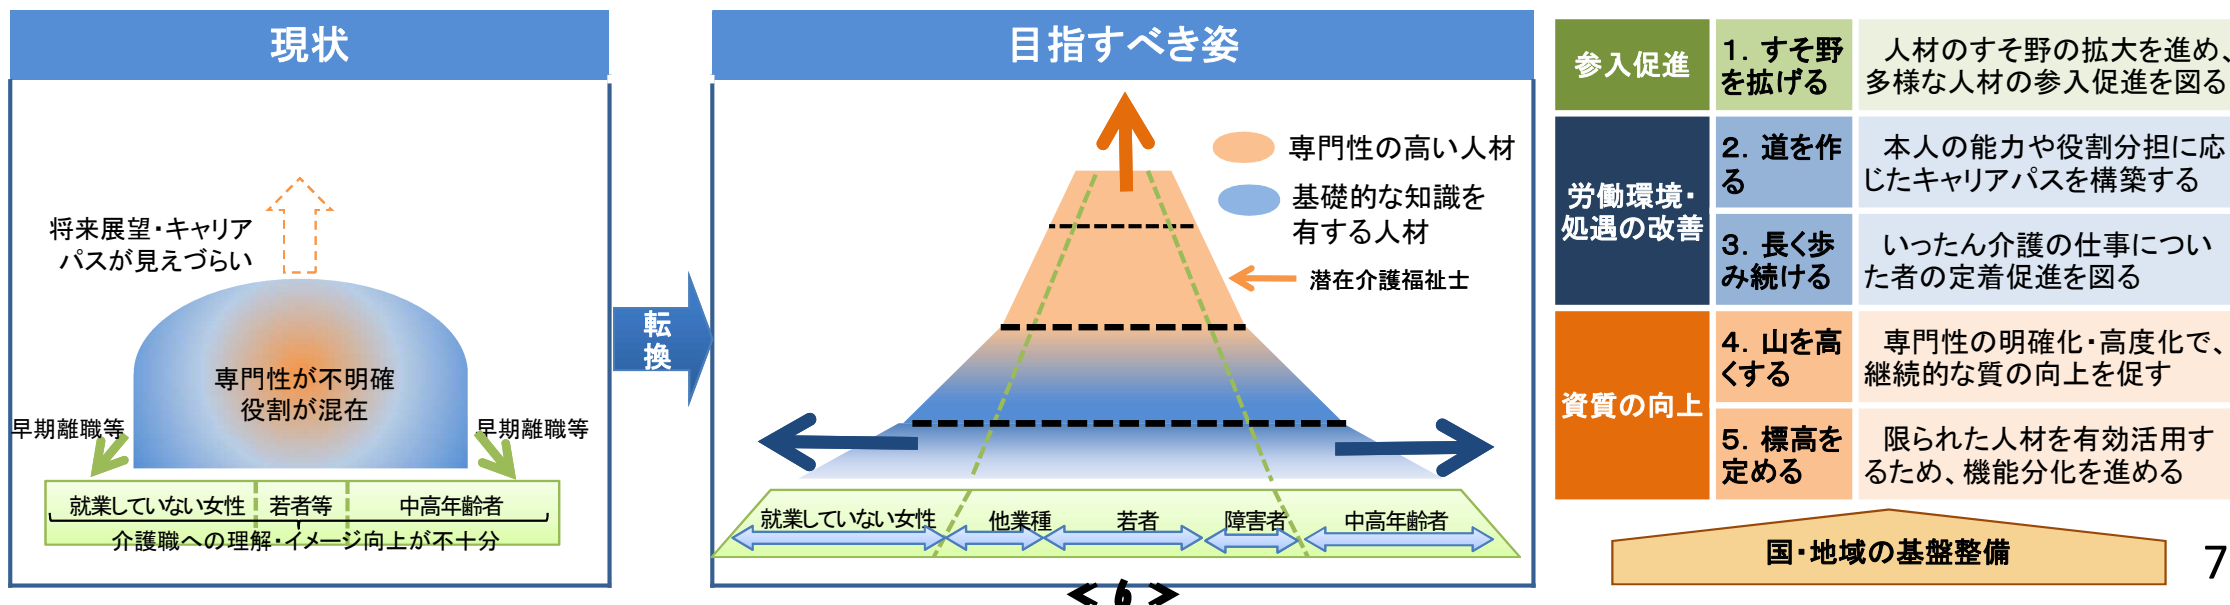 現状
将来展望・キャリア
パスが見えづらい
専門性が不明確
役割が混在
早期離職等
早期離職等
就業していない女性
若者等
中高年齢者
介護職への理解・イメージ向上が不十分
転
換
目指すべき姿
専門性の高い人材
基礎的な知識を
有する人材
潜在介護福祉士
就業していない女性
他業種
若者
障害者
中高年齢者
参入促進
1．すそ野
を拡げる
人材のすそ野の拡大を進め、
多様な人材の参入促進を図る
労働環境・
処遇の改善
2．道を作
る
本人の能力や役割分担に応
じたキャリアパスを構築する
3．長く歩
み続ける
いったん介護の仕事につい
た者の定着促進を図る
資質の向上
4．山を高
くする
専門性の明確化・高度化で、
継続的な質の向上を促す
5．標高を
定める
限られた人材を有効活用す
るため、機能分化を進める
国・地域の基盤整備
7
< 6 >